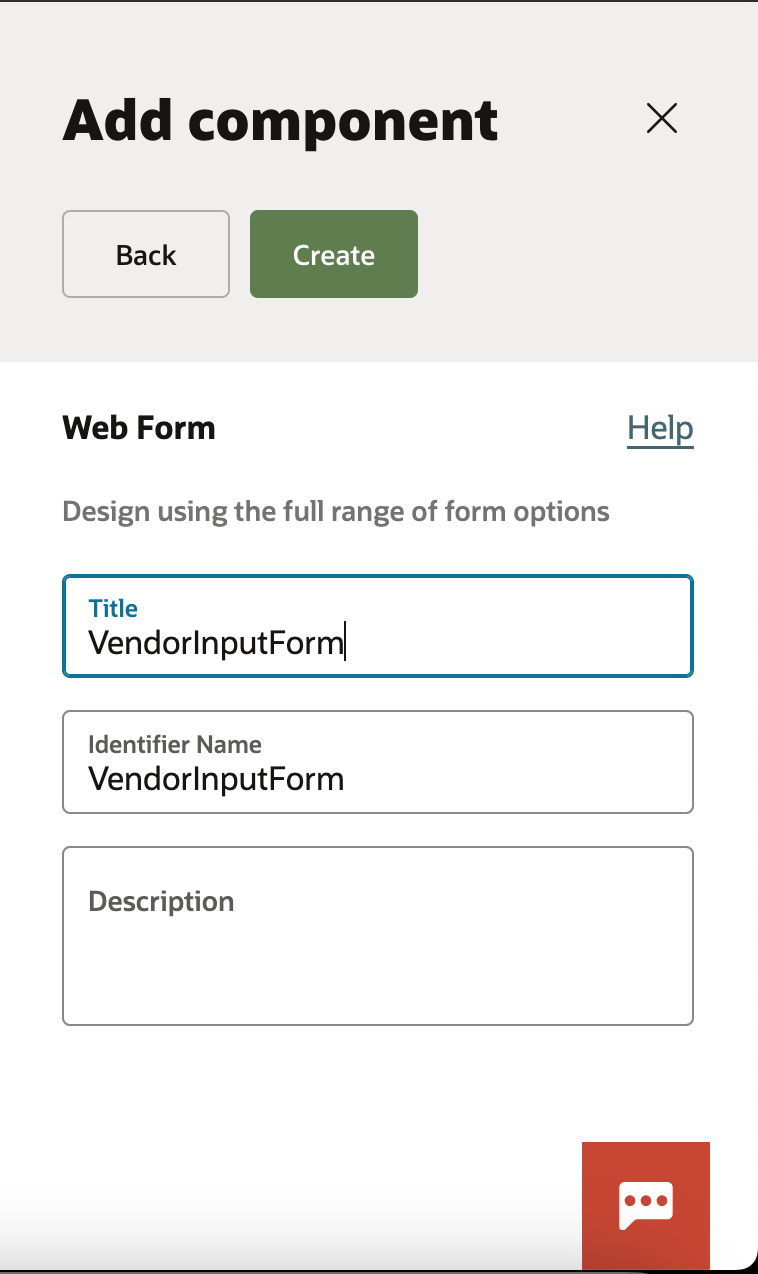 Add component
Back
Create
Web Form
Help
Design using the full range of form options
Title
VendorInputForm
Identifier Name
VendorInputForm
Description